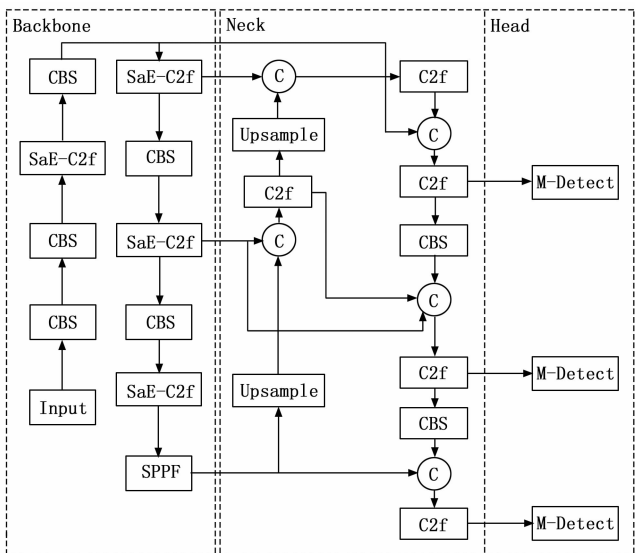 Backbone
Neck
Head
CBS
SaE-C2f
CBS
CBS
Input
SaE-C2f
CBS
SaE-C2f
CBS
SaE-C2f
SPPF
C
Upsample
C2f
C
Upsample
C2f
C
C2f
CBS
C
C2f
CBS
C
C2f
M-Detect
M-Detect
M-Detect